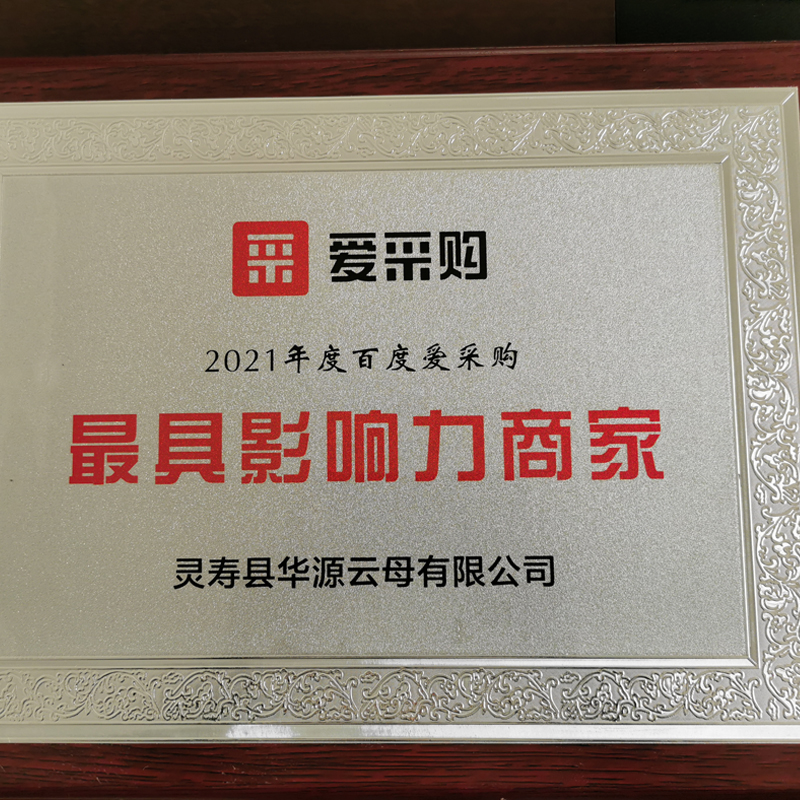 采 爱采购
2021年度百度爱采购
最具影响力商家
灵寿县华源云母有限公司